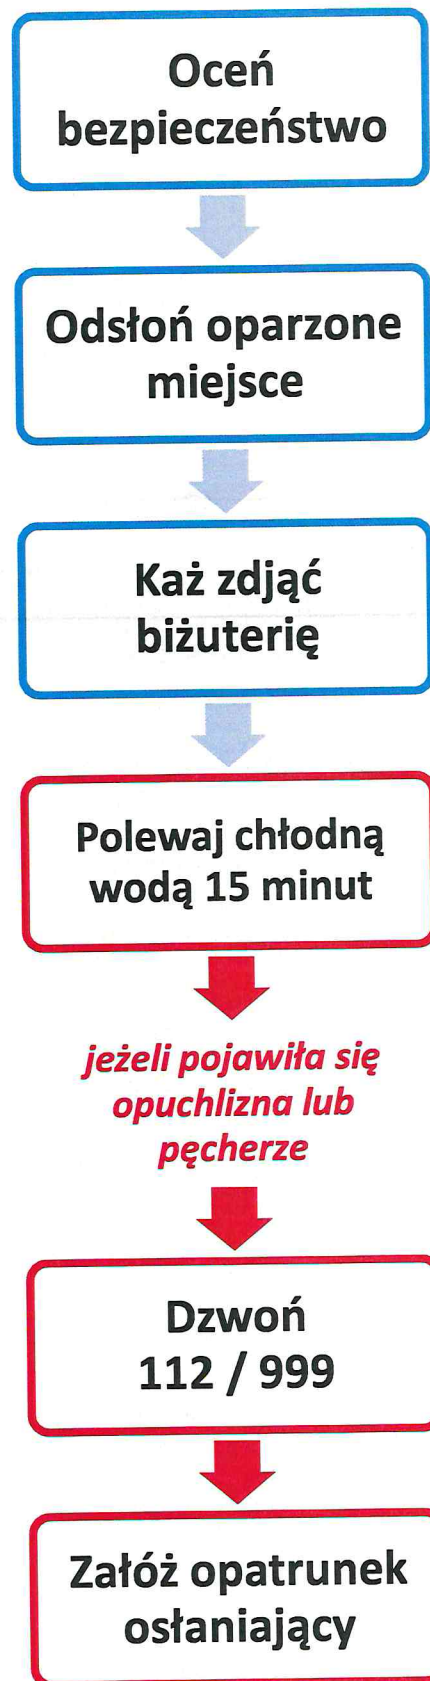 Oceń
bezpieczeństwo
Odsłoń oparzone
miejsce
Każ zdjąć
biżuterię
Polewaj chłodną
wodą 15 minut
jeżeli pojawiła się
opuchlizna lub
pęcherze
Dzwoń
112 / 999
Załóż opatrunek
osłaniający